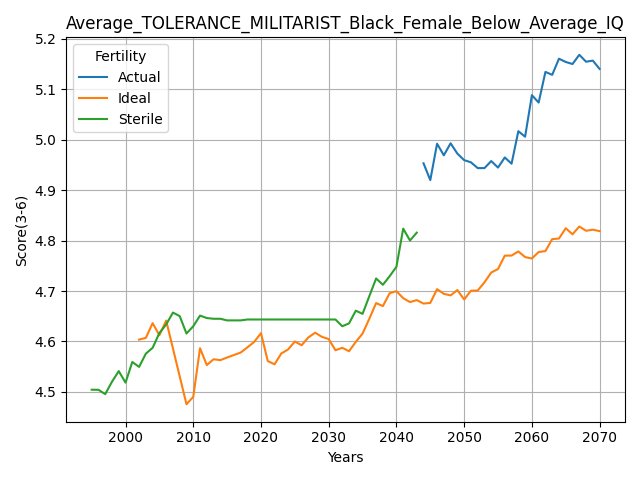 Average_TOLERANCE_MILITARIST_Black_Female_Below_Average_IQ
Fertility
Actual
Ideal
Sterile
Score(3-6)
5.2
5.1
5.0
4.9
4.8
4.7
4.6
4.5
2000 2010 2020 2030 2040 2050 2060 2070
Years